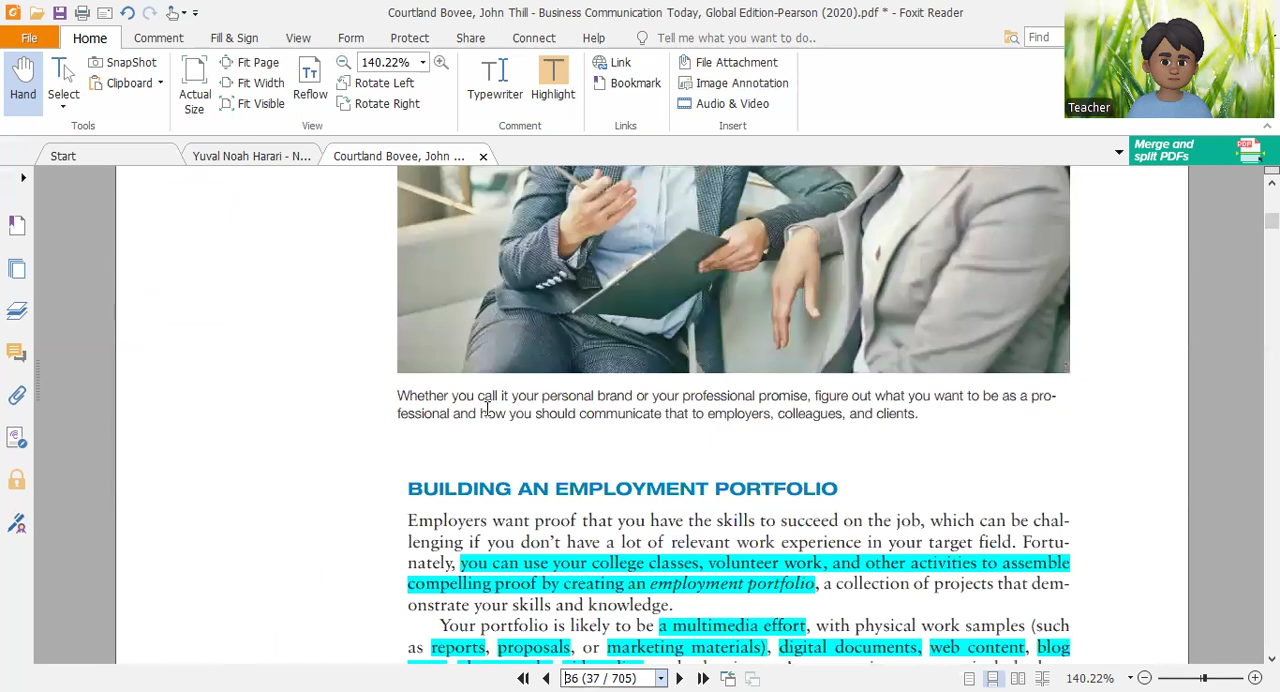 Courtland Bovee, John Thill - Business Communication Today, Global Edition-Pearson (2020).pdf * - Foxit Reader
File Home Comment Fill & Sign View Form Protect Share Connect Help Tell me what you want to do.. Find
Hand
Select
SnapShot
Clipboard
Tools
Actual Size
Fit Page
Fit Width
Fit Visible
Reflow
140.22%
Rotate Left
Rotate Right
View
Typewriter
Highlight
Comment
Link
Bookmark
Links
File Attachment
Image Annotation
Audio & Video
Insert
Teacher
Start
Yuval Noah Harari - N...
Courtland Bovee, John ...
Merge and
split PDFs
PDF
Whether you call it your personal brand or your professional promise, figure out what you want to be as a pro-
fessional and how you should communicate that to employers, colleagues, and clients.
BUILDING AN EMPLOYMENT PORTFOLIO
Employers want proof that you have the skills to succeed on the job, which can be chal-
lenging if you don't have a lot of relevant work experience in your target field. Fortu-
nately, you can use your college classes, volunteer work, and other activities to assemble
compelling proof by creating an employment portfolio, a collection of projects that dem-
onstrate your skills and knowledge.
Your portfolio is likely to be a multimedia effort, with physical work samples (such
as reports, proposals, or marketing materials), digital documents, web content, blog
36 (37 / 705)
140.22%